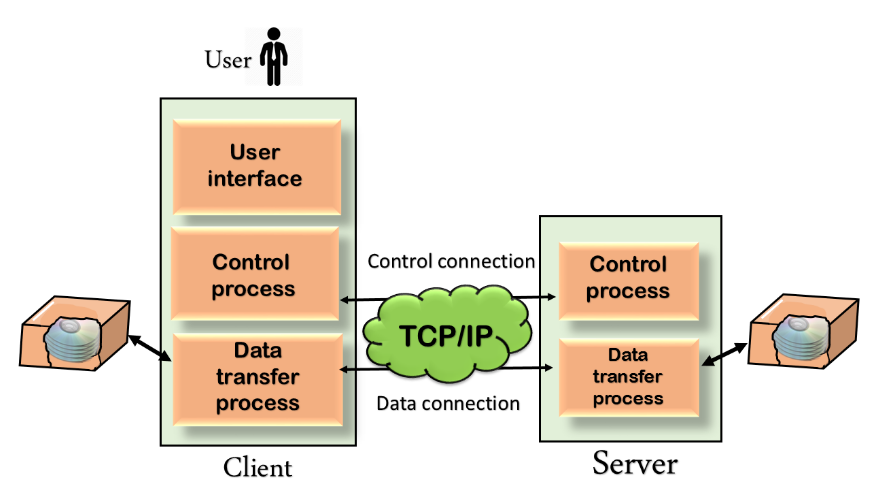 User
User
interface
Control
process
Data
transfer
process
Client
Control connection
TCP/IP
Data connection
Control
process
Data
transfer
process
Server